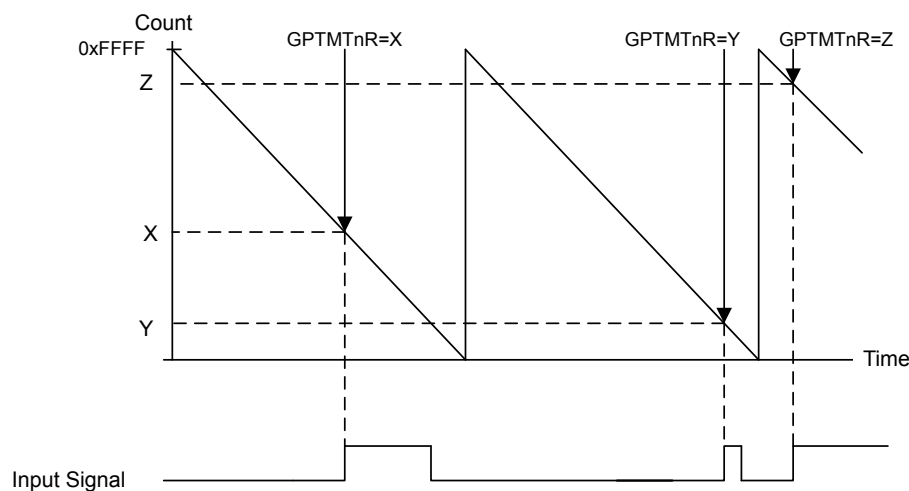 Count
0xFFFF
GPTMTnR=X
GPTMTnR=Y
GPTMTnR=Z
Z
X
Y
Time
Input Signal